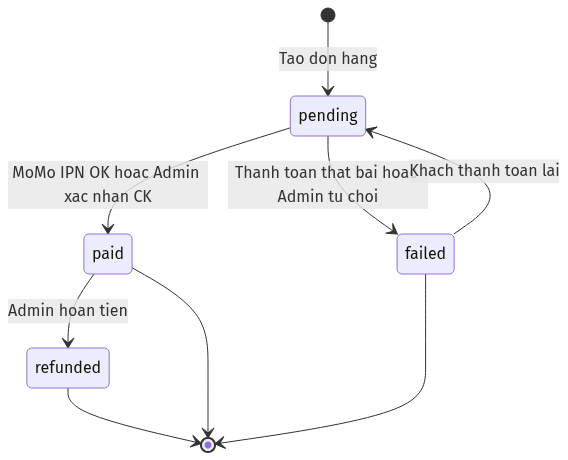 Tao don hang
pending
MoMo IPN OK hoac Admin
xac nhan CK
Thanh toan that bai hoa
Admin tu choi
Khach thanh toan lai
paid
failed
Admin hoan tien
refunded